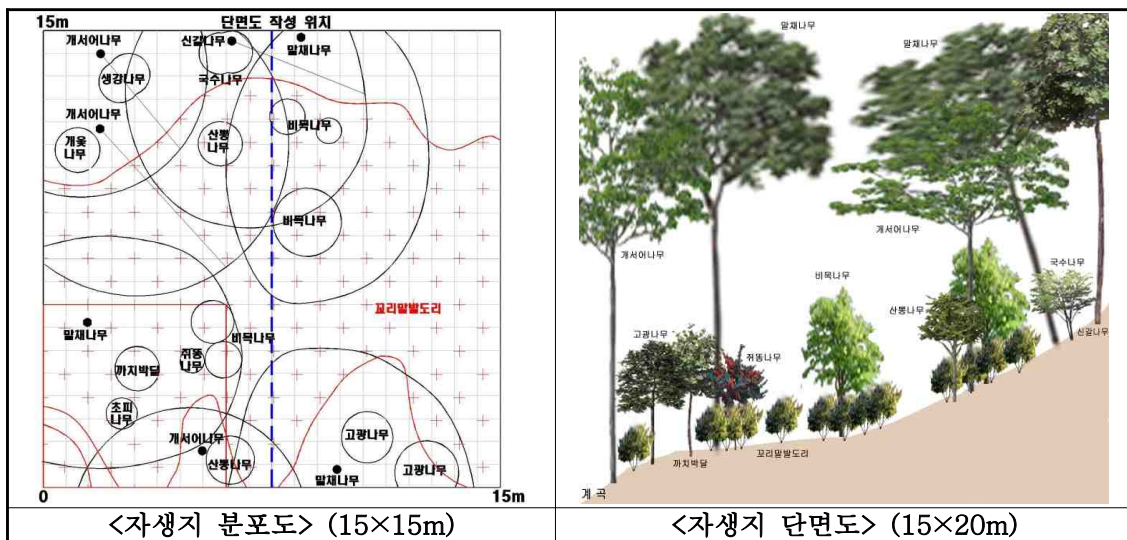 15m
단면도 작성 위치
개서어나무
신갈나무
말채나무
생강나무
국수나무
개서어나무
비목나무
산뽕
나무
개옻
나무
비목나무
꼬리말발도리
말채나무
비목나무
쥐똥
나무
까치박달
초피
나무
개서어나무
고광나무
산뽕나무
말채나무
고광나무
0
15m
<자생지 분포도> (15×15m)
말채나무
말채나무
개서어나무
개서어나무
국수나무
비목나무
산뽕나무
신갈나무
고광나무
쥐똥나무
꼬리말발도리
까치박달
계 곡
<자생지 단면도> (15×20m)